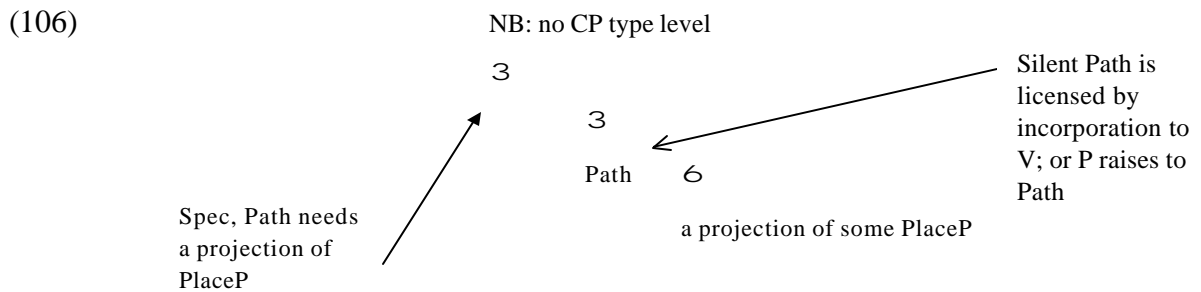 (106)
NB: no CP type level
3
3
Path 6
a projection of some PlaceP
Spec, Path needs
a projection of
PlaceP
Silent Path is
licensed by
incorporation to
V; or P raises to
Path